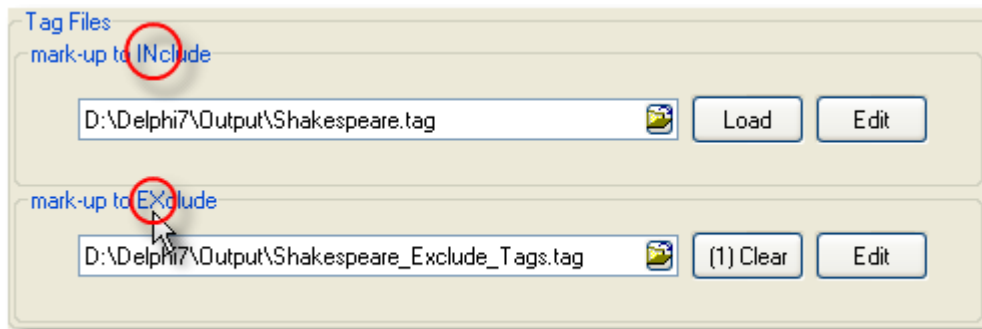 Tag Files
mark-up to INclude
D:\Delphi7\Output\Shakespeare.tag Load Edit
mark-up to EXclude
D:\Delphi7\Output\Shakespeare_Exclude_Tags.tag (1) Clear Edit